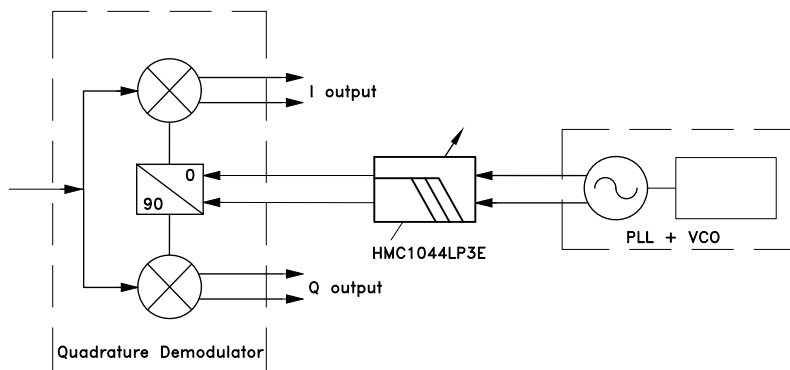 I output
0
90
HMC1044LP3E
PLL + VCO
Q output
Quadrature Demodulator